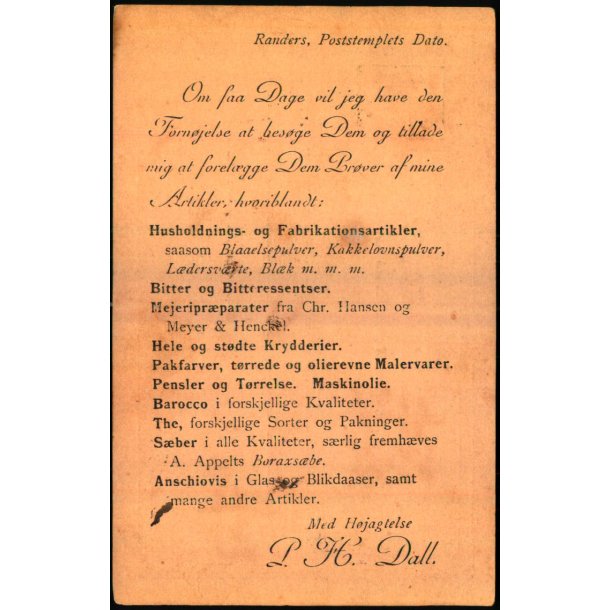 Randers, Poststemplets Dato.
Om faa Dage vil jeg have den
Fornøjelse at besøge Dem og tillade
mig at forelægge Dem Prøver af mine
Artikler, hvoriblandt:
Husholdnings- og Fabrikationsartikler,
saasom Blaaelsepulver, Kakkelovnspulver,
Lædersværte, Blæk m. m. m.
Bitter og Bitteressentser.
Mejeripræparater fra Chr. Hansen og
Meyer & Henckel.
Hele og stødte Krydderier.
Pakfarver, tørrede og olierevne Malervarer.
Pensler og Tørrelse. Maskinolie.
Barocco i forskjellige Kvaliteter.
The, forskjellige Sorter og Pakninger.
Sæber i alle Kvaliteter, særlig fremhæves
A. Appelts Boraxsæbe.
Anschiovis i Glas og Blikdaaser, samt
mange andre Artikler.
Med Højagtelse
P. H. Dall.